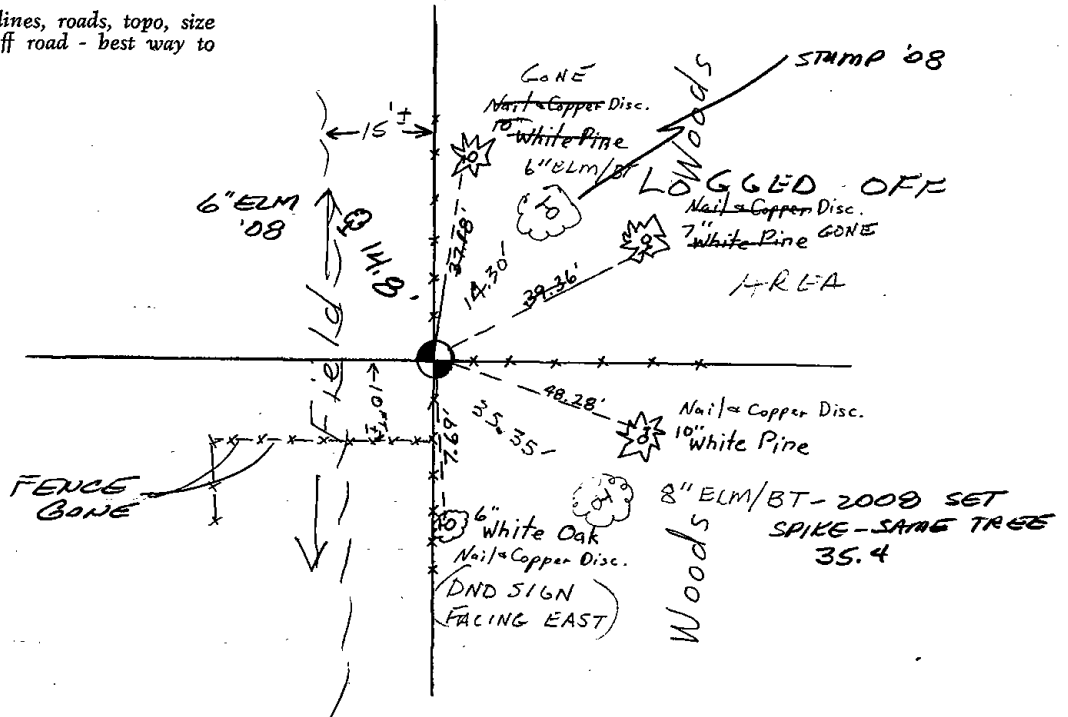 lines, roads, topo, size
ff road - best way to
STUMP '08
GONE
Nail & Copper Disc.
10"
White Pine
6" ELM/BT
Woods
15'±
LOGGED OFF
6" ELM
'08
Nail & Copper Disc.
7" White Pine GONE
AREA
37.18'
14.8'
14.30'
39.36'
Field
10'±
48.28'
Nail & Copper Disc.
10" White Pine
35.35'
7.69'
FENCE
GONE
8" ELM/BT - 2008 SET
SPIKE - SAME TREE
35.4
6"
White Oak
Nail & Copper Disc.
Woods
(DND SIGN
FACING EAST)